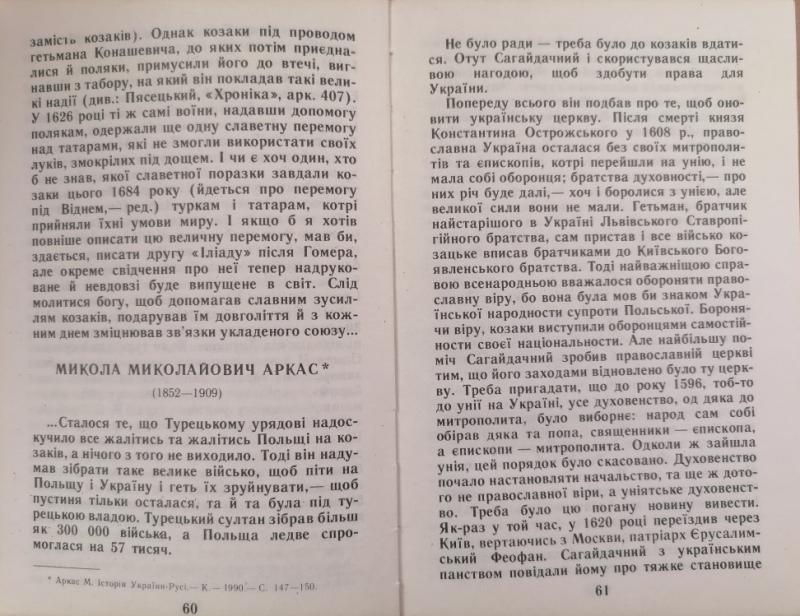 замість козаків). Однак козаки під проводом
гетьмана Конашевича, до яких потім приєдна-
лися й поляки, примусили його до втечі, виг-
навши з табору, на який він покладав такі вели-
кі надії (див.: Пясецький, «Хроніка», арк. 407).
У 1626 році ті ж самі воїни, надавши допомогу
полякам, одержали ще одну славетну перемогу
над татарами, які не змогли використати своїх
луків, змокрілих під дощем. І чи є хоч один, хто
б не знав, якої славетної поразки завдали ко-
заки цього 1684 року (йдеться про перемогу
під Віднем,— ред.) туркам і татарам, котрі
прийняли їхні умови миру. І якщо б я хотів
повніше описати цю величну перемогу, мав би,
здається, писати другу «Іліаду» після Гомера,
але окреме свідчення про неї тепер надруко-
ване й невдовзі буде випущене в світ. Слід
молитися богу, щоб допомагав славним зусил-
лям козаків, подарував їм довголіття й з кож-
ним днем зміцнював зв'язки укладеного союзу...
МИКОЛА МИКОЛАЙОВИЧ АРКАС*
(1852—1909)
...Сталося те, що Турецькому урядові надос-
кучило все жалітись та жалітись Польщі на ко-
заків, а нічого з того не виходило. Тоді він наду-
мав зібрати таке велике військо, щоб піти на
Польщу і Україну і геть їх зруйнувати,— щоб
пустиня тільки осталася, та й та була під ту-
рецькою владою. Турецький султан зібрав більш
як 300 000 війська, а Польща ледве спро-
моглася на 57 тисяч.
* Аркас М. Історія України-Русі.— К.— 1990— С. 147—150.
60
Не було ради — треба було до козаків вдати-
ся. Отут Сагайдачний і скористувався щасли-
вою нагодою, щоб здобути права для
України.
Попереду всього він подбав про те, щоб оно-
вити українську церкву. Після смерті князя
Константина Острожського у 1608 р., право-
славна Україна осталася без своїх митрополи-
тів та єпископів, котрі перейшли на унію, і не
мала собі оборонця; братства духовності,— про
них річ буде далі,— хоч і боролися з унією, але
великої сили вони не мали. Гетьман, братчик
найстарішого в Україні Львівського Ставропі-
гійного братства, сам пристав і все військо ко-
зацьке вписав братчиками до Київського Бого-
явленського братства. Тоді найважніщою спра-
вою всенародньою вважалося обороняти право-
славну віру, бо вона була мов би знаком Укра-
їнської народности супроти Польської. Бороня-
чи віру, козаки виступили оборонцями самостій-
ности своєї национальности. Але найбільшу по-
міч Сагайдачний зробив православній церкві
тим, що його заходами відновлено було ту церк-
ву. Треба пригадати, що до року 1596, тоб-то
до унії на Україні, усе духовенство, од дяка до
митрополита, було виборне: народ сам собі
обірав дяка та попа, священники — єпископа,
а єпископи — митрополита. Одколи ж зайшла
унія, цей порядок було скасовано. Духовенство
почало настановляти начальство, та ще ж дото-
го не православної віри, а уніятське духовенст-
во. Треба було цю погану новину вивести.
Як-раз у той час, у 1620 році переїздив через
Київ, вертаючись з Москви, патріарх Єрусалим-
ський Феофан. Сагайдачний з українським
панством повідали йому про тяжке становище
61